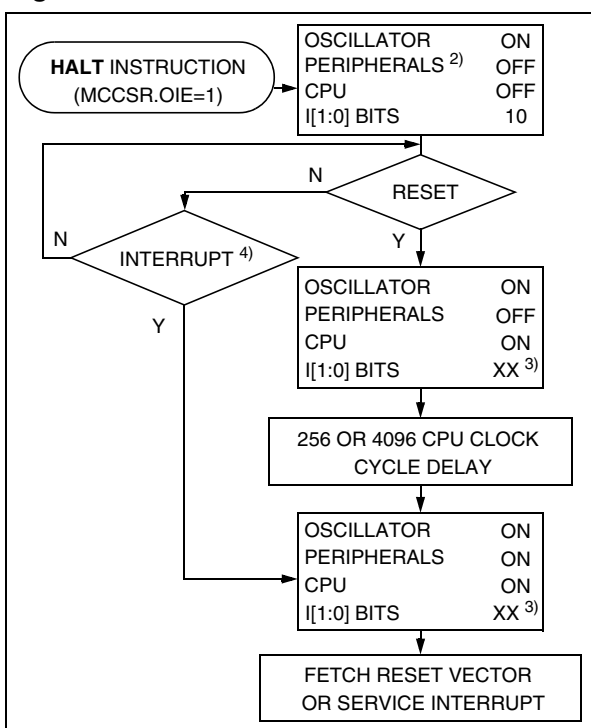 HALT INSTRUCTION
(MCCSR.OIE=1)
OSCILLATOR ON
PERIPHERALS 2) OFF
CPU OFF
I[1:0] BITS 10
RESET
N
Y
INTERRUPT 4)
N
Y
OSCILLATOR ON
PERIPHERALS OFF
CPU ON
I[1:0] BITS XX 3)
256 OR 4096 CPU CLOCK
CYCLE DELAY
OSCILLATOR ON
PERIPHERALS ON
CPU ON
I[1:0] BITS XX 3)
FETCH RESET VECTOR
OR SERVICE INTERRUPT